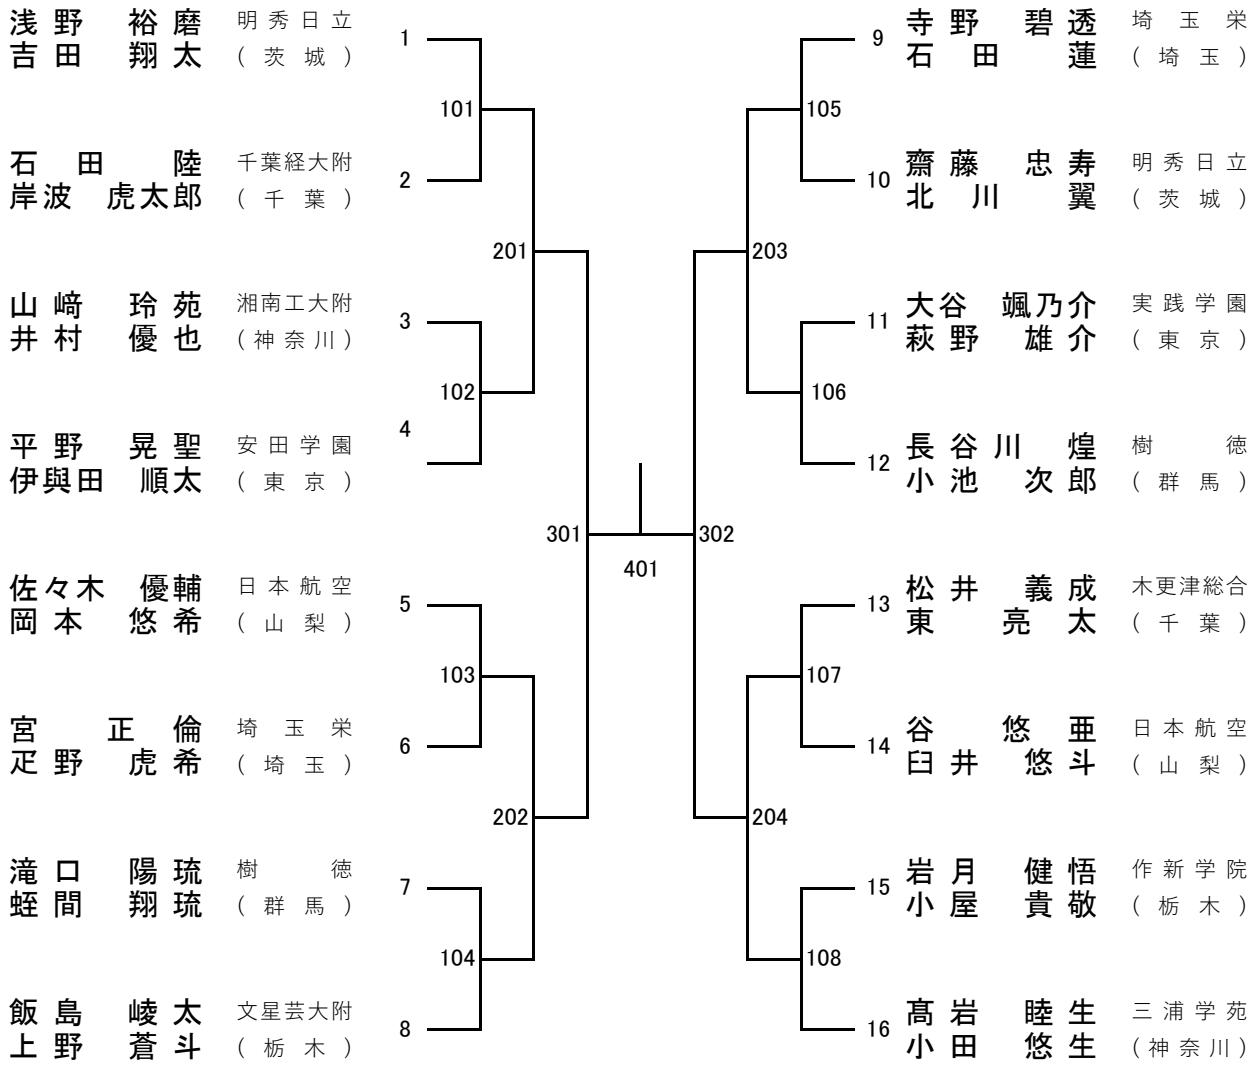 浅野 裕磨 明秀日立
吉田 翔太 (茨城)
1
101
石田 陸 千葉経大附
岸波 虎太郎 (千葉)
2
201
山﨑 玲苑 湘南工大附
井村 優也 (神奈川)
3
102
平野 晃聖 安田学園
伊與田 順太 (東京)
4
301
佐々木 優輔 日本航空
岡本 悠希 (山梨)
5
103
宮 正倫 埼玉栄
疋野 虎希 (埼玉)
6
202
滝口 陽琉 樹徳
蛭間 翔琉 (群馬)
7
104
飯島 崚太 文星芸大附
上野 蒼斗 (栃木)
8
401
9
寺野 碧透 埼玉栄
石田 蓮 (埼玉)
105
10
齋藤 忠寿 明秀日立
北川 翼 (茨城)
203
11
大谷 颯乃介 実践学園
萩野 雄介 (東京)
106
12
長谷川 煌 樹徳
小池 次郎 (群馬)
302
13
松井 義成 木更津総合
東 亮太 (千葉)
107
14
谷 悠亜 日本航空
臼井 悠斗 (山梨)
204
15
岩月 健悟 作新学院
小屋 貴敬 (栃木)
108
16
髙岩 睦生 三浦学苑
小田 悠生 (神奈川)